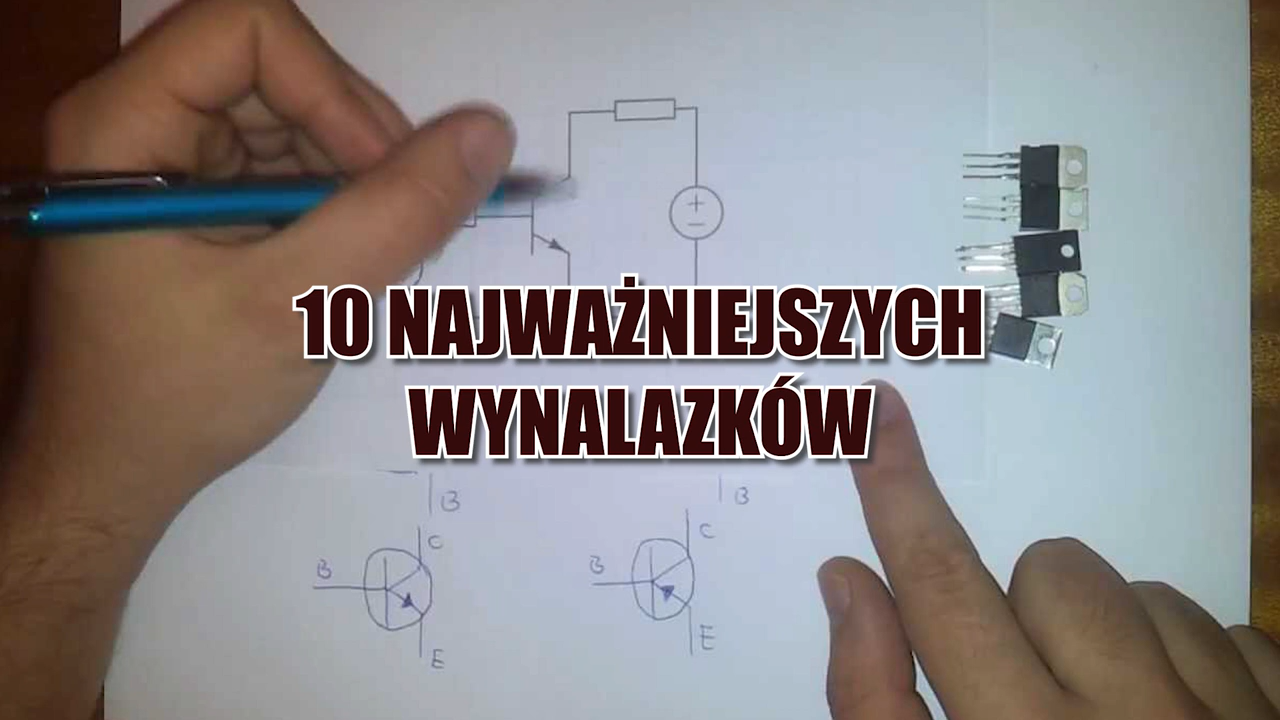 +
−
10 NAJWAŻNIEJSZYCH
WYNALAZKÓW
B B
C C
B B
E E